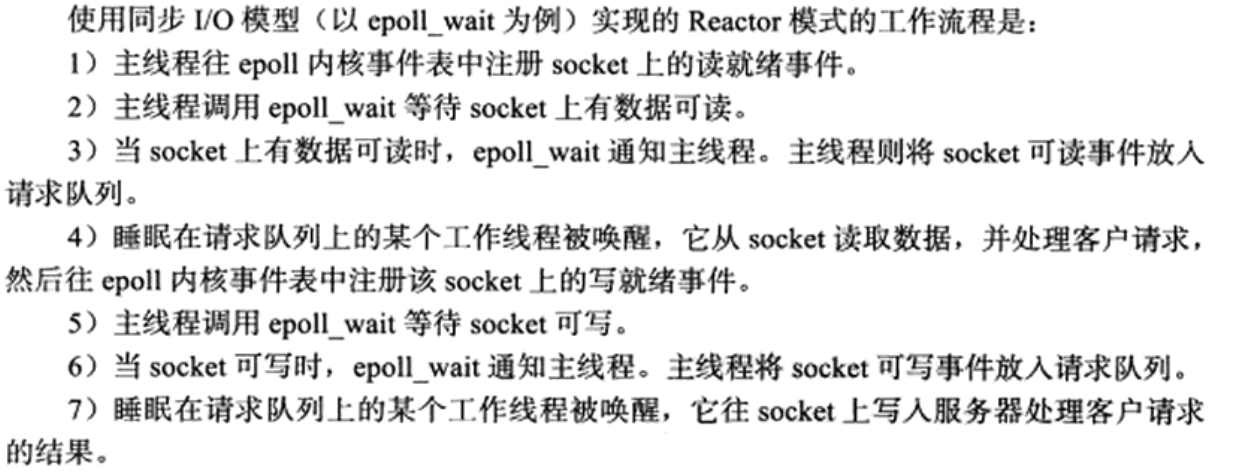 使用同步 I/O 模型（以 epoll_wait 为例）实现的 Reactor 模式的工作流程是：
1）主线程往 epoll 内核事件表中注册 socket 上的读就绪事件。
2）主线程调用 epoll_wait 等待 socket 上有数据可读。
3）当 socket 上有数据可读时，epoll_wait 通知主线程。主线程则将 socket 可读事件放入
请求队列。
4）睡眠在请求队列上的某个工作线程被唤醒，它从 socket 读取数据，并处理客户请求，
然后往 epoll 内核事件表中注册该 socket 上的写就绪事件。
5）主线程调用 epoll_wait 等待 socket 可写。
6）当 socket 可写时，epoll_wait 通知主线程。主线程将 socket 可写事件放入请求队列。
7）睡眠在请求队列上的某个工作线程被唤醒，它往 socket 上写入服务器处理客户请求
的结果。